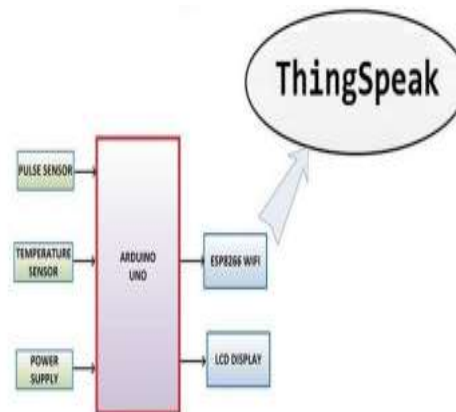 ThingSpeak
PULSE SENSOR
TEMPERATURE
SENSOR
POWER
SUPPLY
ARDUINO
UNO
ESP8266 WIFI
LCD DISPLAY